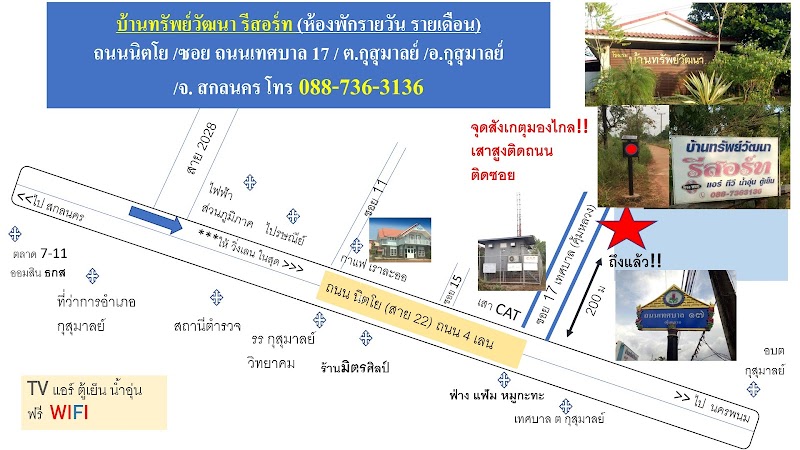 บ้านทรัพย์วัฒนา รีสอร์ท (ห้องพักรายวัน รายเดือน)
ถนนนิตโย /ซอย ถนนเทศบาล 17 / ต.กุสุมาลย์ /อ.กุสุมาลย์
/จ. สกลนคร โทร 088-736-3136
บ้านทรัพย์วัฒนา
จุดสังเกตุมองไกล!!
เสาสูงติดถนน
ติดซอย
บ้านทรัพย์วัฒนา
รีสอร์ท
แอร์ ทีวี น้ำอุ่น ตู้เย็น
0887363136
สาย 2028
ซอย 11
<<ไป สกลนคร
ไฟฟ้า
ส่วนภูมิภาค
ไปรษณีย์
***ให้ วิ่งเลน ในสุด >>>
กาแฟ เราละออ
ซอย 15
เสา CAT
ซอย 17 เทศบาล (คุ้มหลวง)
ถึงแล้ว!!
200 ม
ถนนเทศบาล ๑๗
ตลาด 7-11
ออมสิน ธกส
ที่ว่าการอำเภอ
กุสุมาลย์
สถานีตำรวจ
รร กุสุมาลย์
วิทยาคม
ถนน นิตโย (สาย 22) ถนน 4 เลน
ร้านมิตรศิลป์
ฟาง แฟ้ม หมูกะทะ
เทศบาล ต กุสุมาลย์
>> ไป นครพนม
อบต
กุสุมาลย์
TV แอร์ ตู้เย็น น้ำอุ่น
ฟรี WIFI